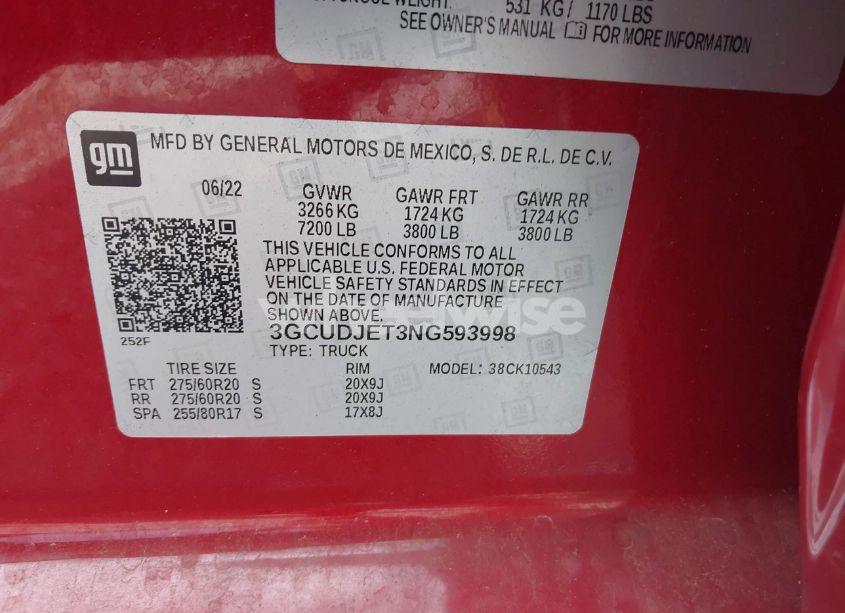 531 KG / 1170 LBS
SEE OWNER'S MANUAL FOR MORE INFORMATION
gm MFD BY GENERAL MOTORS DE MEXICO, S. DE R.L. DE C.V.
06/22 GVWR GAWR FRT GAWR RR
3266 KG 1724 KG 1724 KG
7200 LB 3800 LB 3800 LB
THIS VEHICLE CONFORMS TO ALL
APPLICABLE U.S. FEDERAL MOTOR
VEHICLE SAFETY STANDARDS IN EFFECT
ON THE DATE OF MANUFACTURE
SHOWN ABOVE.
3GCUDJET3NG593998
252F
TYPE: TRUCK
TIRE SIZE RIM MODEL: 38CK10543
FRT 275/60R20 S 20X9J
RR 275/60R20 S 20X9J
SPA 255/80R17 S 17X8J